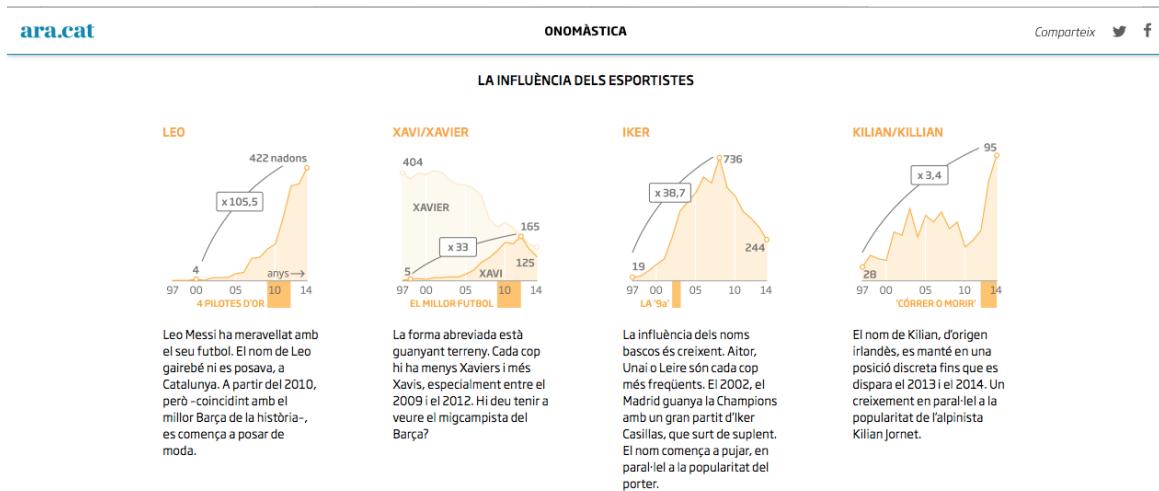 ara.cat
ONOMÀSTICA
Comparteix
LA INFLUÈNCIA DELS ESPORTISTES
LEO
422 nadons
x 105,5
4
anys
97 00 05 10 14
4 PILOTES D'OR
Leo Messi ha meravellat amb
el seu futbol. El nom de Leo
gairebé ni es posava, a
Catalunya. A partir del 2010,
però –coincidint amb el
millor Barça de la història–,
es comença a posar de
moda.
XAVI/XAVIER
404
XAVIER
165
x 33
5
125
XAVI
97 00 05 10 14
EL MILLOR FUTBOL
La forma abreviada està
guanyant terreny. Cada cop
hi ha menys Xaviers i més
Xavis, especialment entre el
2009 i el 2012. Hi deu tenir a
veure el migcampista del
Barça?
IKER
736
x 38,7
244
19
97 00 05 10 14
LA '9a'
La influència dels noms
bascos és creixent. Aitor,
Unai o Leire són cada cop
més freqüents. El 2002, el
Madrid guanya la Champions
amb un gran partit d'Iker
Casillas, que surt de suplent.
El nom comença a pujar, en
paral·lel a la popularitat del
porter.
KILIAN/KILLIAN
95
x 3,4
28
97 00 05 10 14
'CÓRRER O MORIR'
El nom de Kilian, d'origen
irlandès, es manté en una
posició discreta fins que es
dispara el 2013 i el 2014. Un
creixement en paral·lel a la
popularitat de l'alpinista
Kilian Jornet.